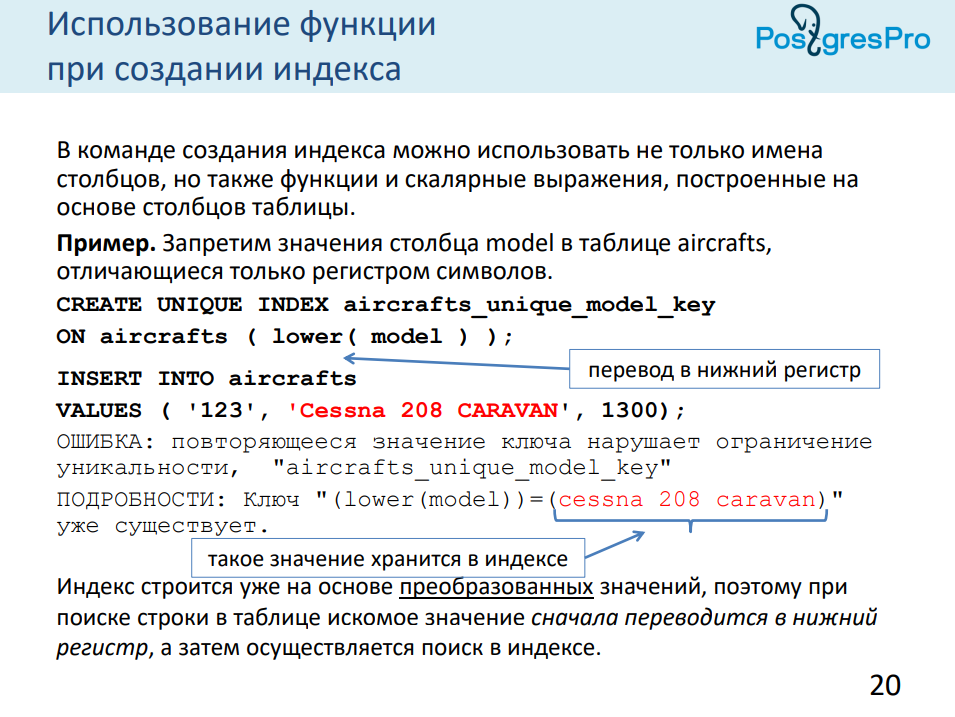 Использование функции
при создании индекса
PostgresPro
В команде создания индекса можно использовать не только имена
столбцов, но также функции и скалярные выражения, построенные на
основе столбцов таблицы.
Пример. Запретим значения столбца model в таблице aircrafts,
отличающиеся только регистром символов.
CREATE UNIQUE INDEX aircrafts_unique_model_key
ON aircrafts ( lower( model ) );
перевод в нижний регистр
INSERT INTO aircrafts
VALUES ( '123', 'Cessna 208 CARAVAN', 1300);
ОШИБКА: повторяющееся значение ключа нарушает ограничение
уникальности, "aircrafts_unique_model_key"
ПОДРОБНОСТИ: Ключ "(lower(model))=(cessna 208 caravan)"
уже существует.
такое значение хранится в индексе
Индекс строится уже на основе преобразованных значений, поэтому при
поиске строки в таблице искомое значение сначала переводится в нижний
регистр, а затем осуществляется поиск в индексе.
20